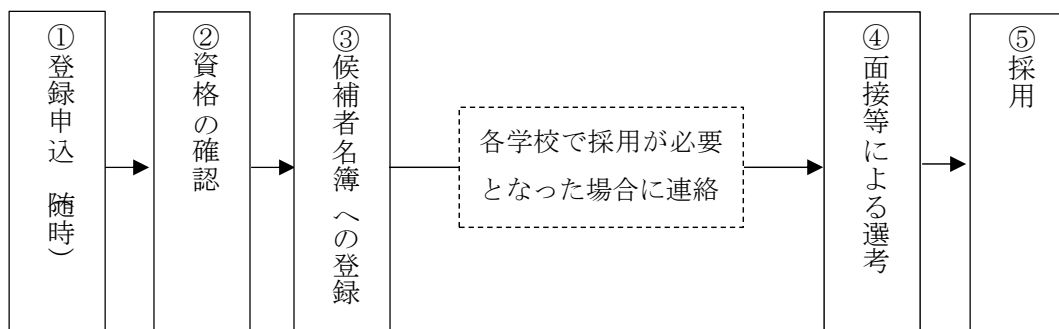 ①登録申込（随時）
②資格の確認
③候補者名簿への登録
各学校で採用が必要
となった場合に連絡
④面接等による選考
⑤採用